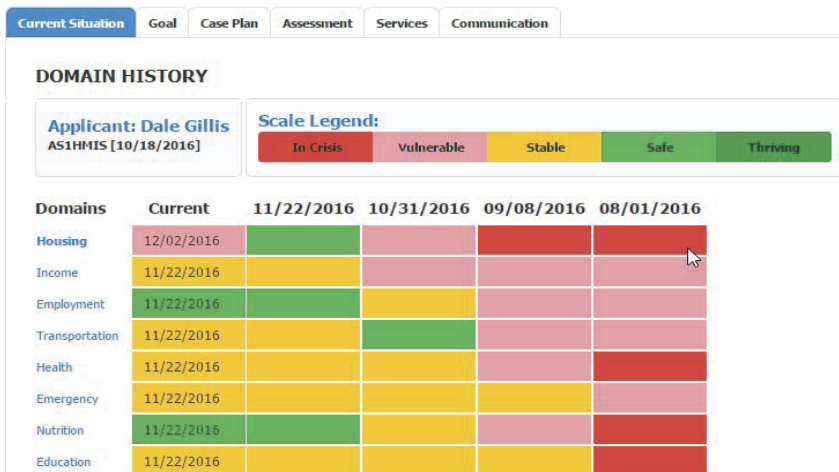 Current Situation Goal Case Plan Assessment Services Communication
DOMAIN HISTORY
Applicant: Dale Gillis
AS1HMIS [10/18/2016]
Scale Legend:
In Crisis Vulnerable Stable Safe Thriving
Domains Current 11/22/2016 10/31/2016 09/08/2016 08/01/2016
Housing 12/02/2016
Income 11/22/2016
Employment 11/22/2016
Transportation 11/22/2016
Health 11/22/2016
Emergency 11/22/2016
Nutrition 11/22/2016
Education 11/22/2016